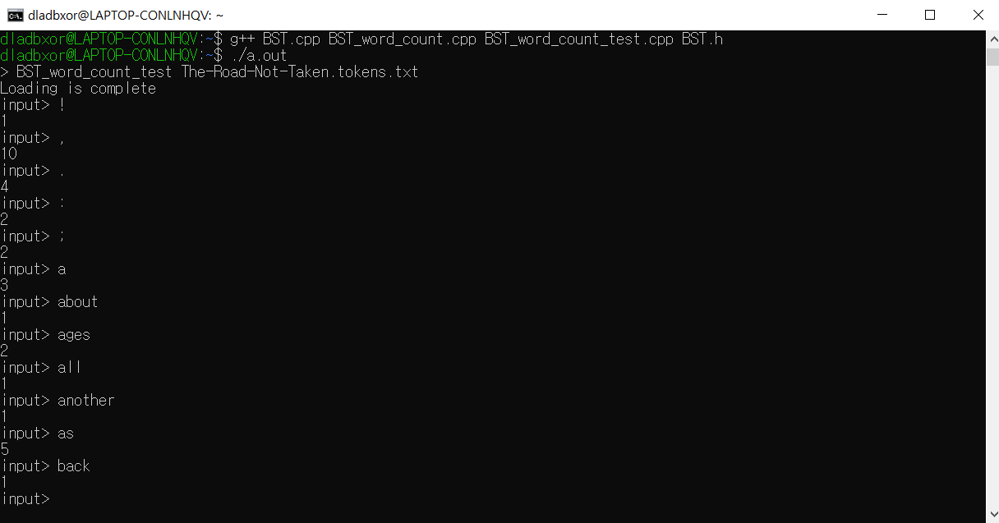 dladbxor@LAPTOP-CONLNHQV: ~
dladbxor@LAPTOP-CONLNHQV:~$ g++ BST.cpp BST_word_count.cpp BST_word_count_test.cpp BST.h
dladbxor@LAPTOP-CONLNHQV:~$ ./a.out
> BST_word_count_test The-Road-Not-Taken.tokens.txt
Loading is complete
input> !
1
input> ,
10
input> .
4
input> :
2
input> ;
2
input> a
3
input> about
1
input> ages
2
input> all
1
input> another
1
input> as
5
input> back
1
input>